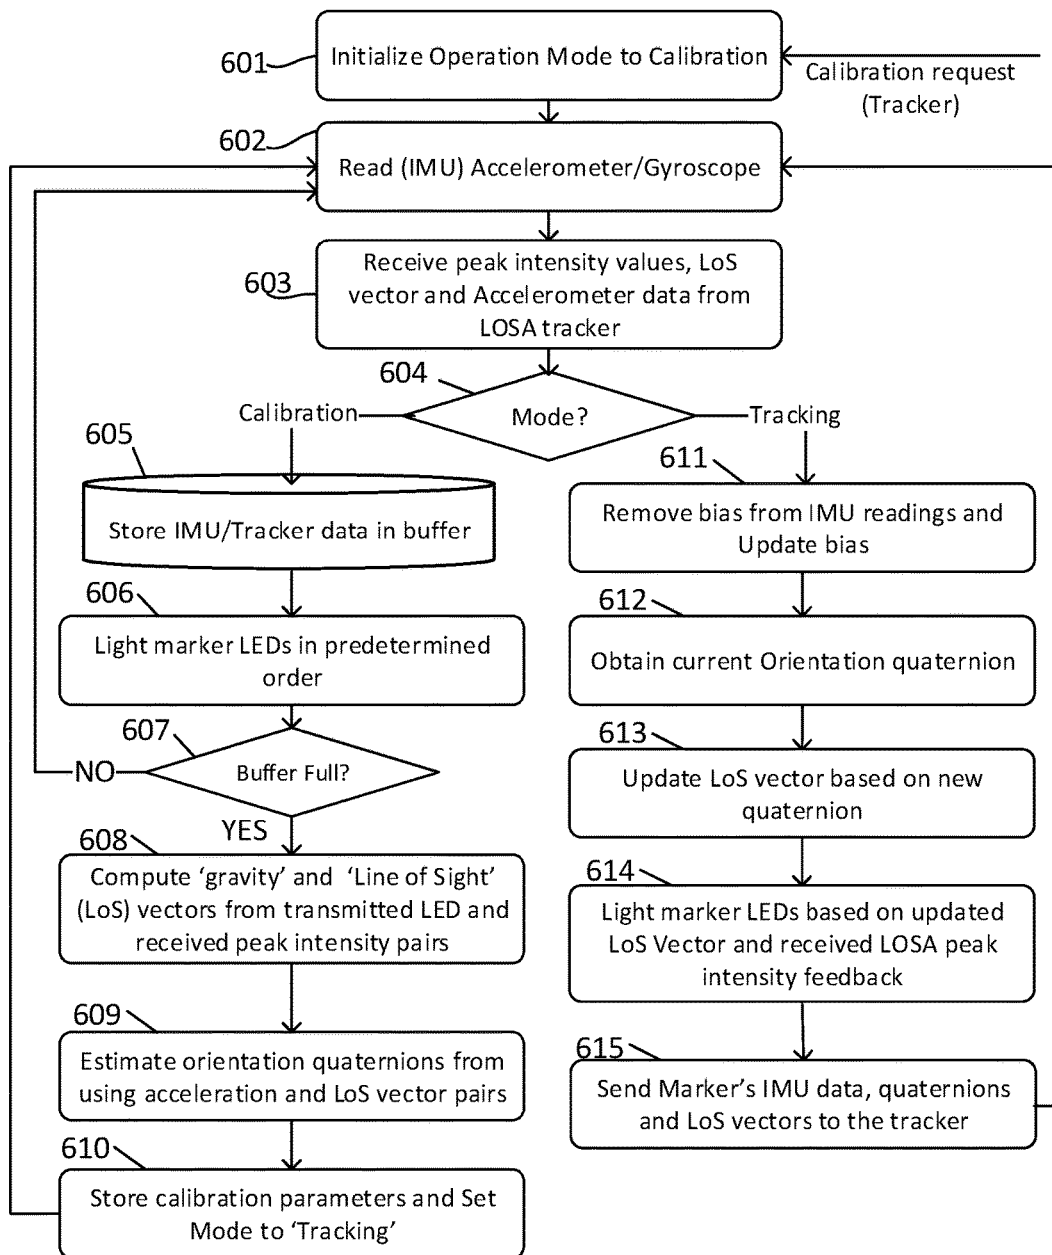 601
Initialize Operation Mode to Calibration
Calibration request
(Tracker)
602
Read (IMU) Accelerometer/Gyroscope
603
Receive peak intensity values, LoS
vector and Accelerometer data from
LOSA tracker
604
Mode?
Calibration
Tracking
605
Store IMU/Tracker data in buffer
606
Light marker LEDs in predetermined
order
607
Buffer Full?
NO
YES
608
Compute ‘gravity’ and ‘Line of Sight’
(LoS) vectors from transmitted LED and
received peak intensity pairs
609
Estimate orientation quaternions from
using acceleration and LoS vector pairs
610
Store calibration parameters and Set
Mode to ‘Tracking’
611
Remove bias from IMU readings and
Update bias
612
Obtain current Orientation quaternion
613
Update LoS vector based on new
quaternion
614
Light marker LEDs based on updated
LoS Vector and received LOSA peak
intensity feedback
615
Send Marker’s IMU data, quaternions
and LoS vectors to the tracker